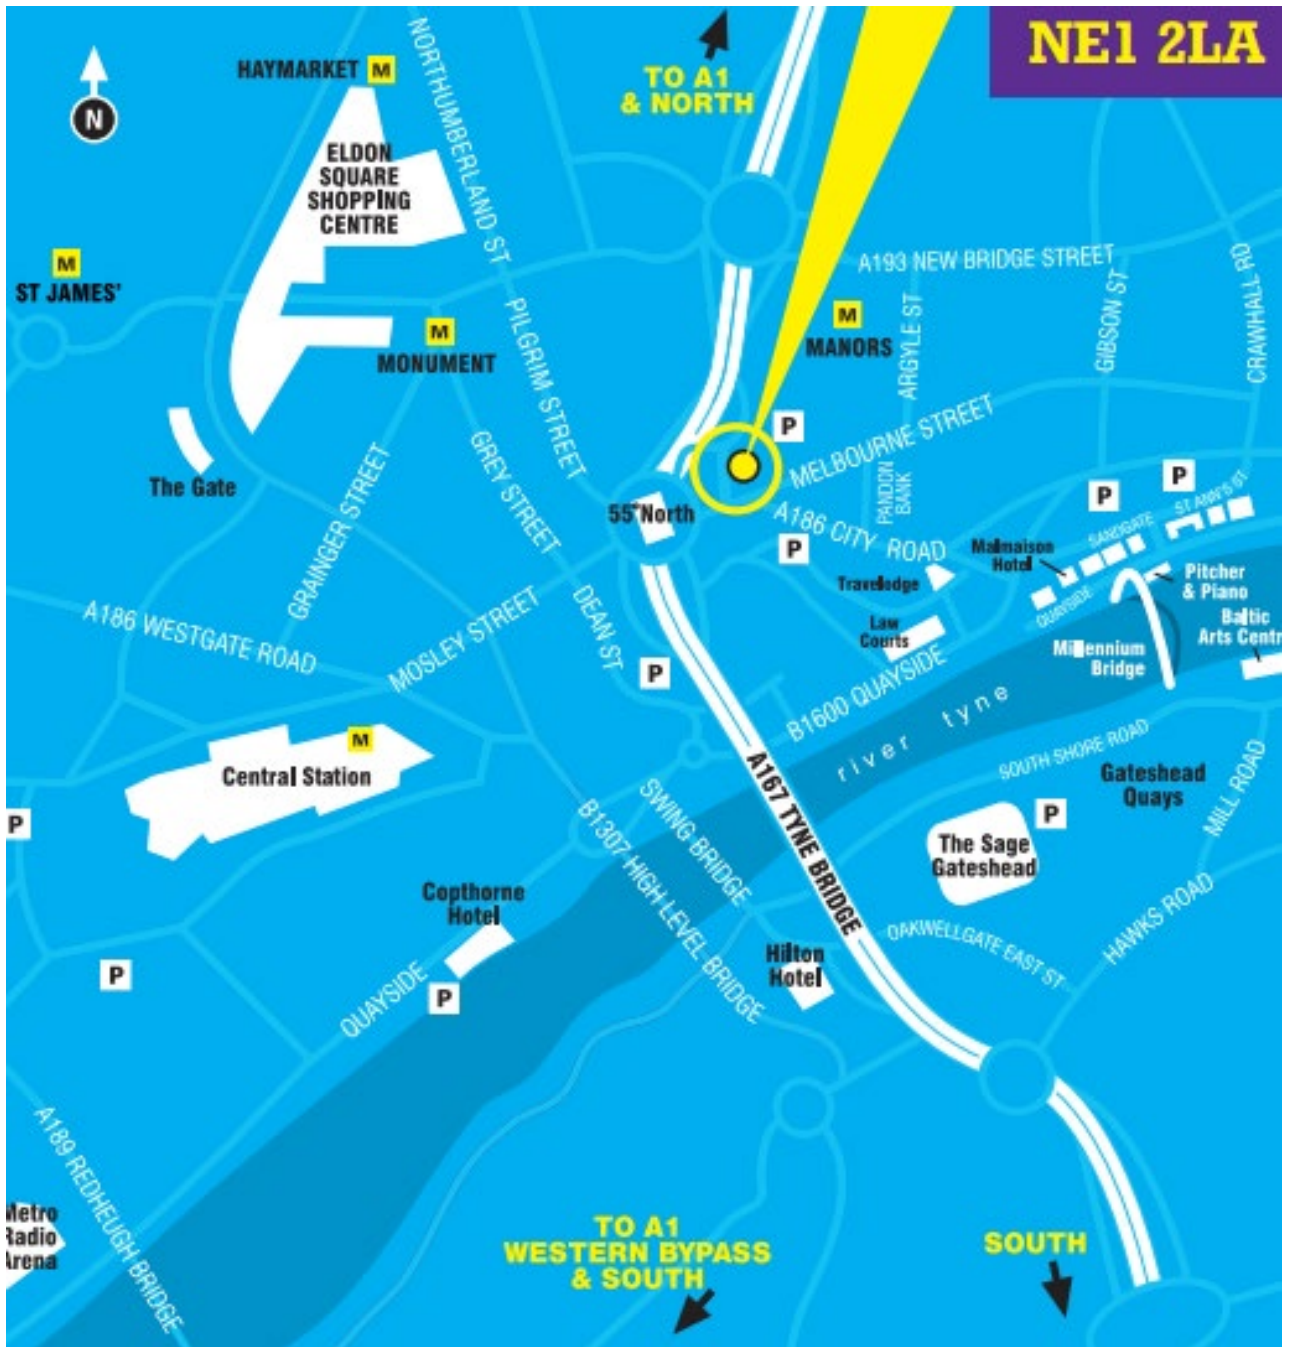 NE1 2LA
N
HAYMARKET M
NORTHUMBERLAND ST
TO A1
& NORTH
ELDON
SQUARE
SHOPPING
CENTRE
M
ST JAMES'
A193 NEW BRIDGE STREET
CRAWHALL RD
GIBSON ST
ARGYLE ST
M
MANORS
PILGRIM STREET
M
MONUMENT
P
MELBOURNE STREET
The Gate
GREY STREET
GRAINGER STREET
55°North
PANDON
BANK
P
P
ST ANN'S ST
SANDGATE
A186 CITY ROAD
P
Malmaison
Hotel
Travelodge
Pitcher
& Piano
QUAYSIDE
Baltic
Arts Centr
Law
Courts
Millennium
Bridge
A186 WESTGATE ROAD
MOSLEY STREET
DEAN ST
P
B1600 QUAYSIDE
river tyne
M
Central Station
SOUTH SHORE ROAD
Gateshead
Quays
MILL ROAD
P
P
A167 TYNE BRIDGE
SWING BRIDGE
B1307 HIGH LEVEL BRIDGE
The Sage
Gateshead
Copthorne
Hotel
HAWKS ROAD
OAKWELLGATE EAST ST
Hilton
Hotel
P
QUAYSIDE
P
A189 REDHEUGH BRIDGE
Metro
Radio
Arena
TO A1
WESTERN BYPASS
& SOUTH
SOUTH